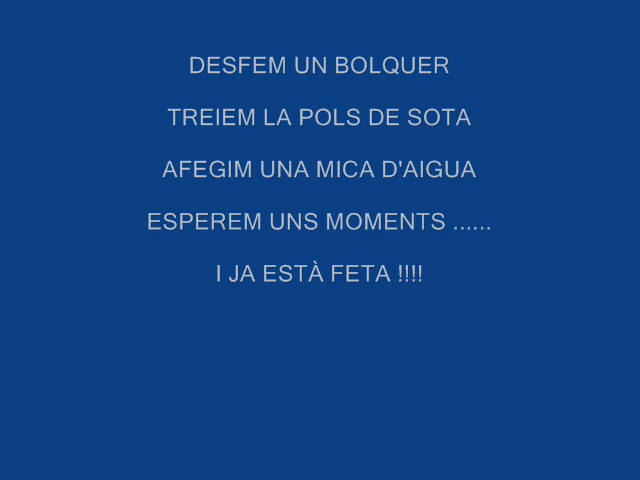 DESFEM UN BOLQUER
TREIEM LA POLS DE SOTA
AFEGIM UNA MICA D'AIGUA
ESPEREM UNS MOMENTS ......
I JA ESTÀ FETA !!!!